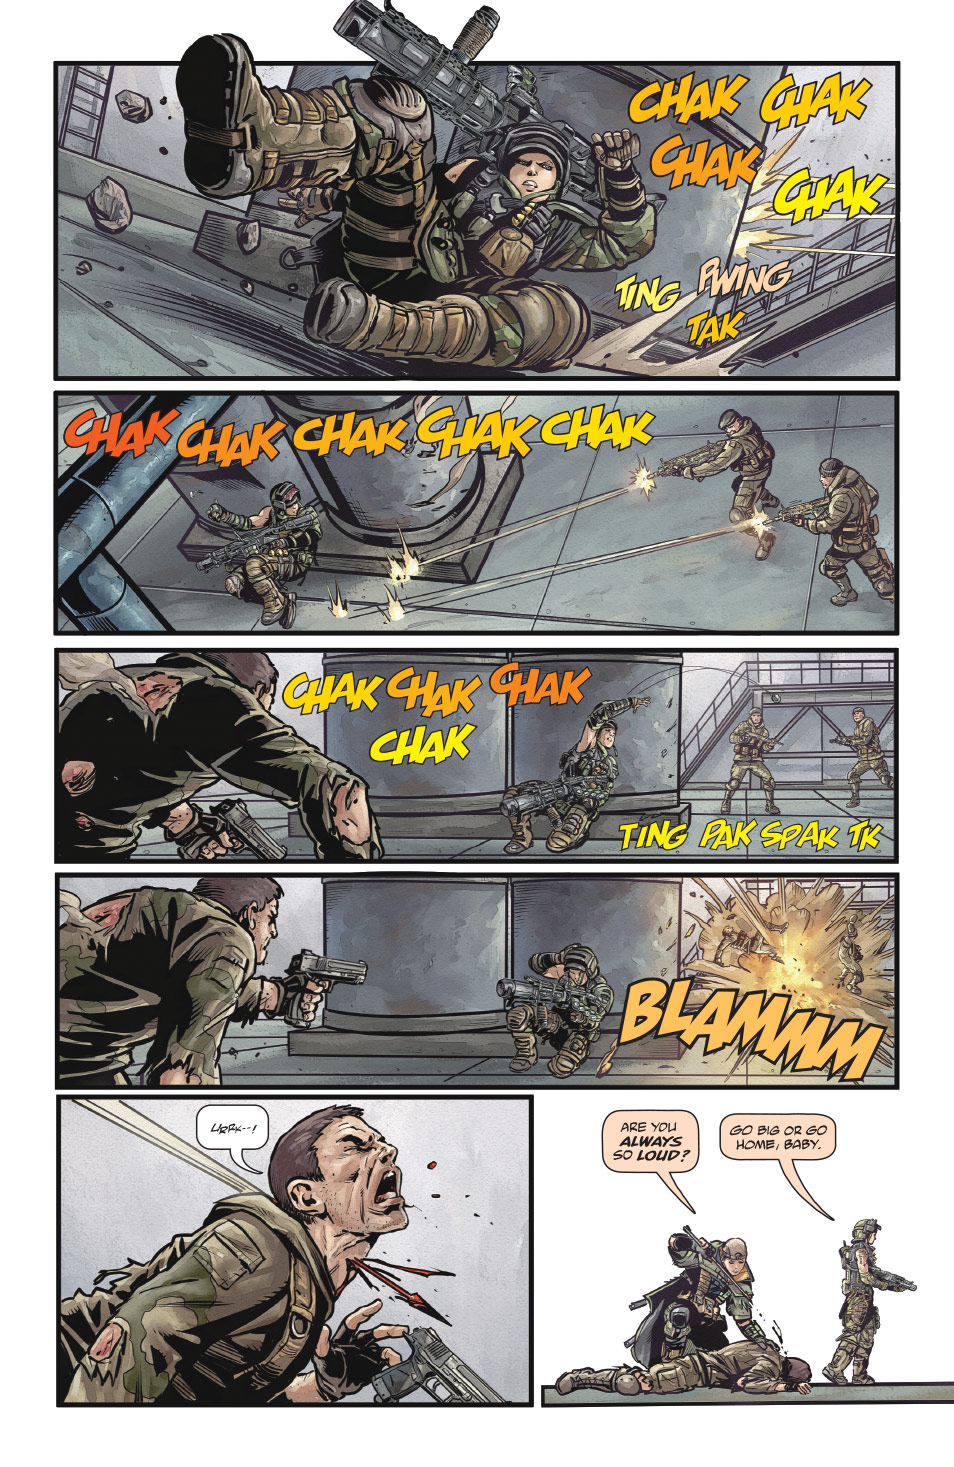 CHAK CHAK
CHAK
CHAK
TING PWING
TAK
CHAK CHAK CHAK CHAK CHAK
CHAK CHAK CHAK
CHAK
TING PAK SPAK TK
BLAMMM
URRK--!
ARE YOU
ALWAYS
SO LOUD?
GO BIG OR GO
HOME, BABY.